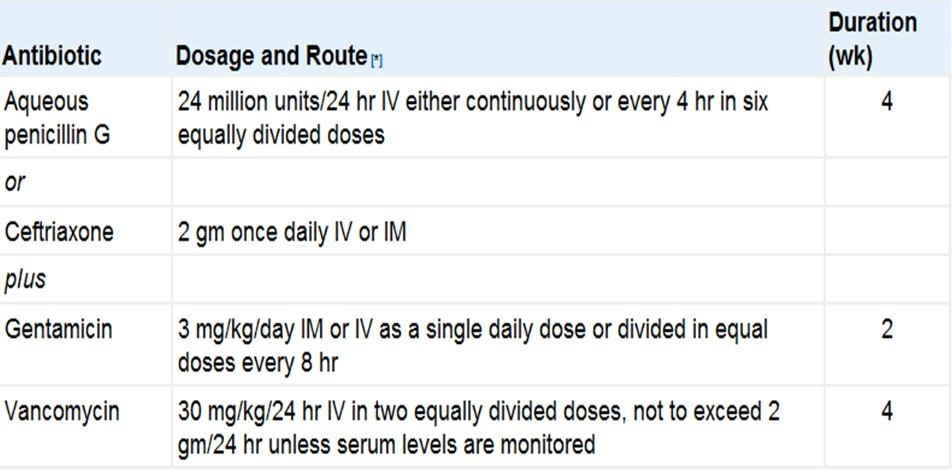 Duration
Antibiotic Dosage and Route [*] (wk)
Aqueous 24 million units/24 hr IV either continuously or every 4 hr in six 4
penicillin G equally divided doses
or
Ceftriaxone 2 gm once daily IV or IM
plus
Gentamicin 3 mg/kg/day IM or IV as a single daily dose or divided in equal 2
doses every 8 hr
Vancomycin 30 mg/kg/24 hr IV in two equally divided doses, not to exceed 2 4
gm/24 hr unless serum levels are monitored